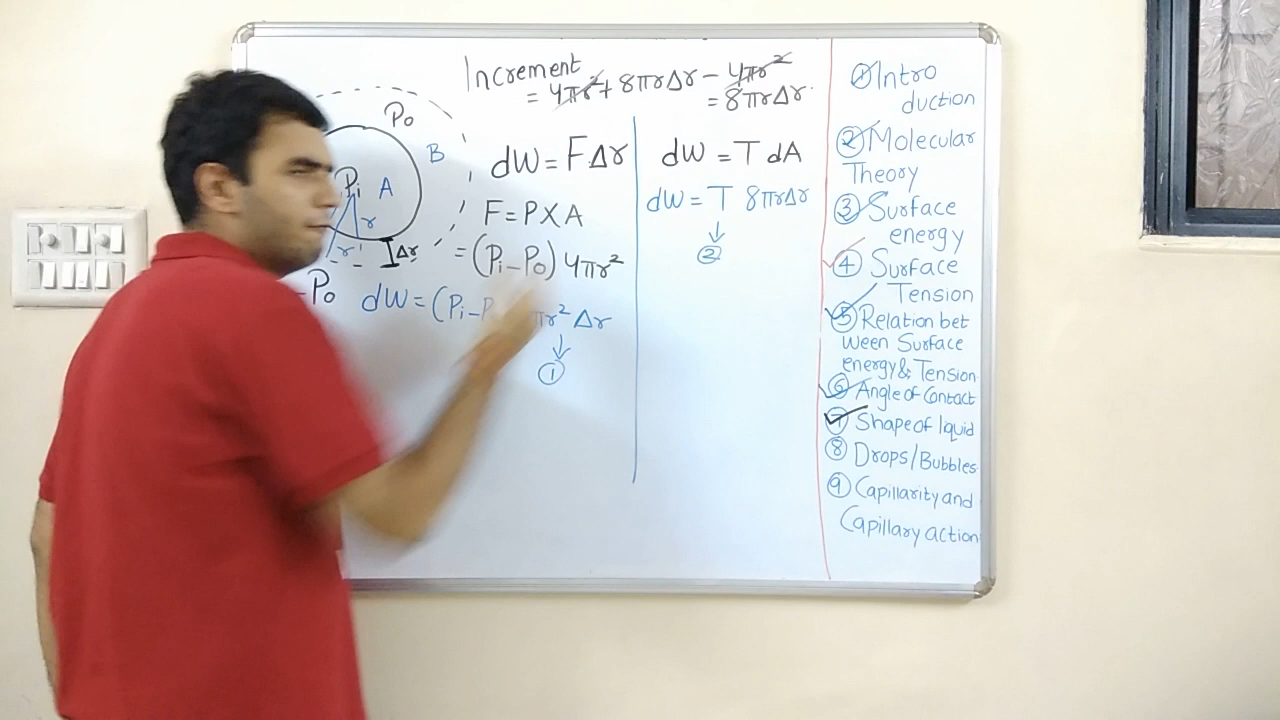 Increment
= 4πr² + 8πrΔr – 4πr²
= 8πrΔr.
Po
B
Pi A
r
r'
Δr
-Po
dW = FΔr
F = P X A
= (Pi – Po) 4πr²
dW = (Pi – P πr² Δr
↓
①
dW = T dA
dW = T 8πrΔr
↓
②
① Intro
duction
② Molecular
Theory
③ Surface
energy
④ Surface
Tension
⑤ Relation bet
ween Surface
energy & Tension
⑥ Angle of Contact
⑦ Shape of liquid
⑧ Drops/Bubbles
⑨ Capillarity and
Capillary action